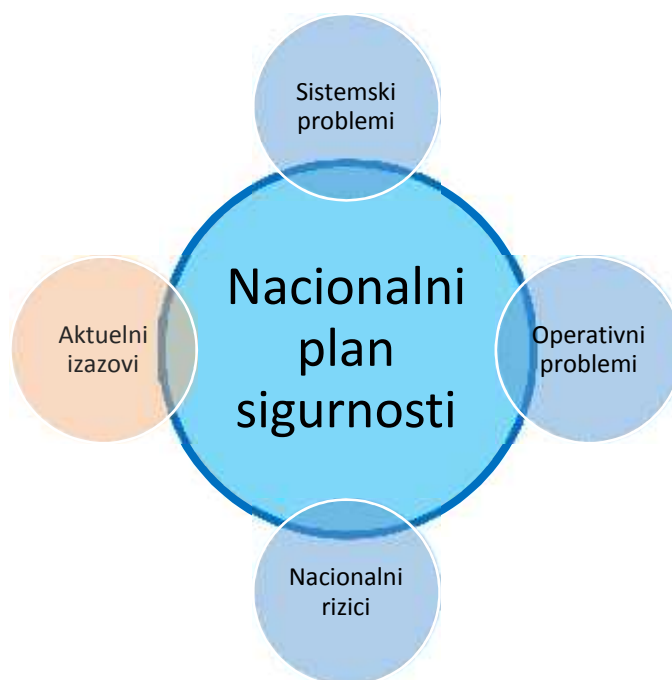 Sistemski
problemi
Nacionalni
plan
sigurnosti
Aktuelni
izazovi
Operativni
problemi
Nacionalni
rizici